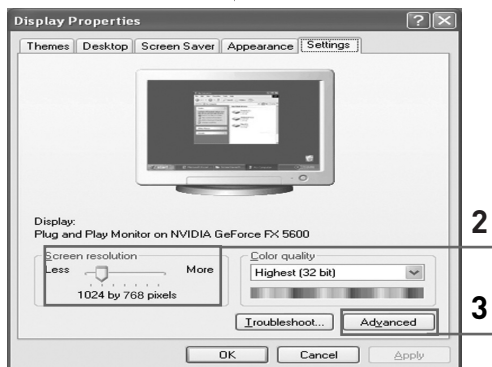 Display Properties
Themes Desktop Screen Saver Appearance Settings
Display:
Plug and Play Monitor on NVIDIA GeForce FX 5600
Screen resolution
Less More
1024 by 768 pixels
Color quality
Highest (32 bit)
2
Troubleshoot... Advanced
3
OK Cancel Apply